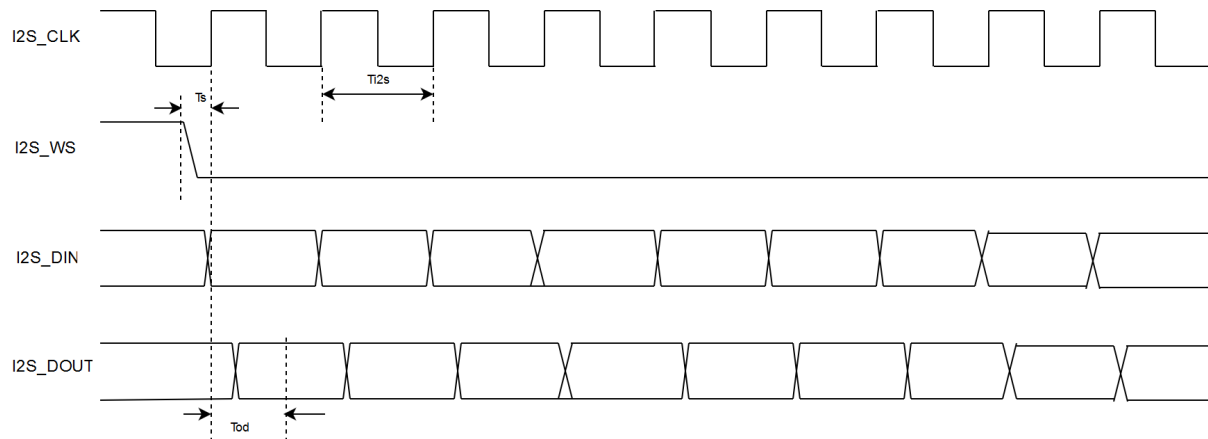 I2S_CLK
Ts
Ti2s
I2S_WS
I2S_DIN
I2S_DOUT
Tod